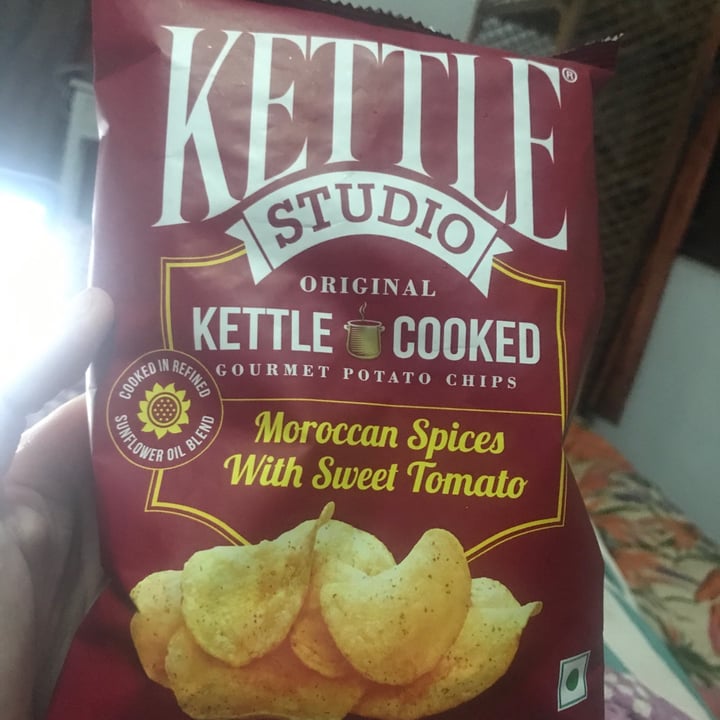 KETTLE®
STUDIO
ORIGINAL
KETTLE COOKED
GOURMET POTATO CHIPS
COOKED IN REFINED
SUNFLOWER OIL BLEND
Moroccan Spices
With Sweet Tomato